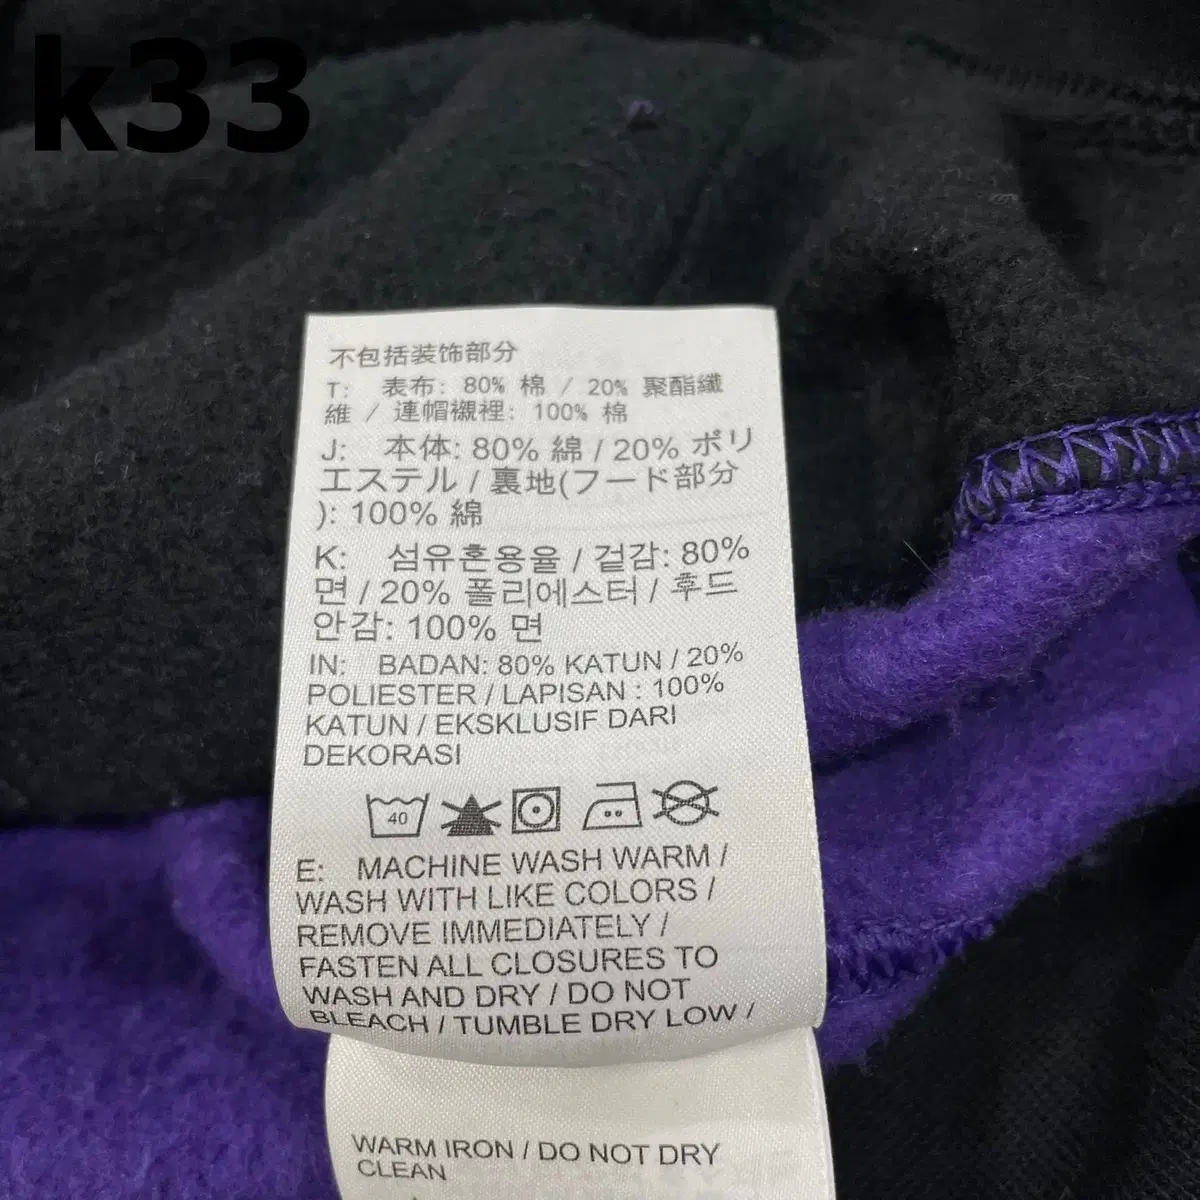 k33
不包括装饰部分
T: 表布: 80% 棉 / 20% 聚酯纖
維 / 連帽襯裡: 100% 棉
J: 本体: 80% 綿 / 20% ポリ
エステル / 裏地(フード部分
): 100% 綿
K: 섬유혼용율 / 겉감: 80%
면 / 20% 폴리에스터 / 후드
안감: 100% 면
IN: BADAN: 80% KATUN / 20%
POLIESTER / LAPISAN : 100%
KATUN / EKSKLUSIF DARI
DEKORASI
40
E: MACHINE WASH WARM /
WASH WITH LIKE COLORS /
REMOVE IMMEDIATELY /
FASTEN ALL CLOSURES TO
WASH AND DRY / DO NOT
BLEACH / TUMBLE DRY LOW /
WARM IRON / DO NOT DRY
CLEAN